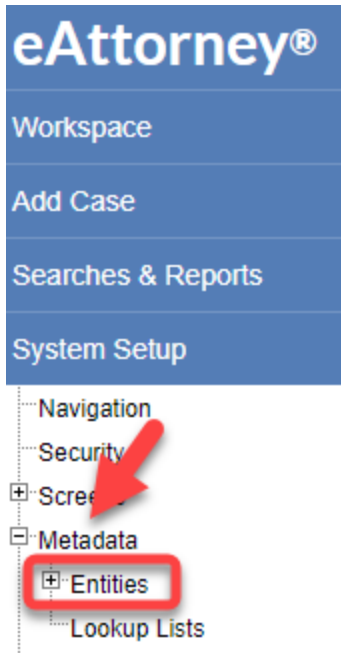 eAttorney®
Workspace
Add Case
Searches & Reports
System Setup
Navigation
Security
Metadata
Entities
Lookup Lists